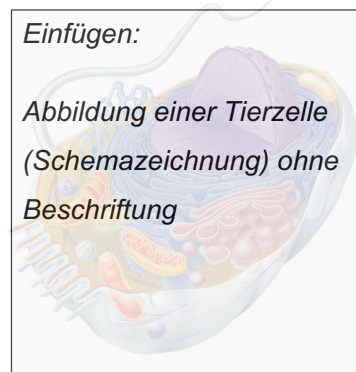 Einfügen:
Abbildung einer Tierzelle
(Schemazeichnung) ohne
Beschriftung